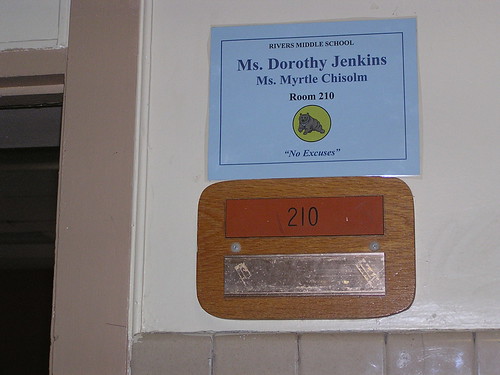 RIVERS MIDDLE SCHOOL
Ms. Dorothy Jenkins
Ms. Myrtle Chisolm
Room 210
"No Excuses"
210